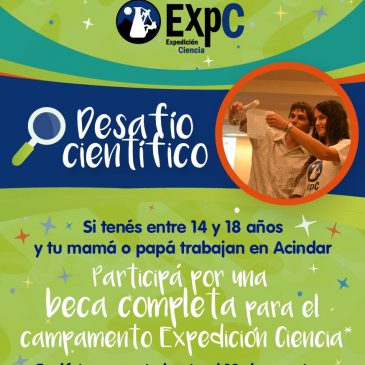 ExpC
Expedición
Ciencia
Desafío
científico
ExpC
Si tenés entre 14 y 18 años
y tu mamá o papá trabajan en Acindar
Participá por una
beca completa para el
campamento Expedición Ciencia*